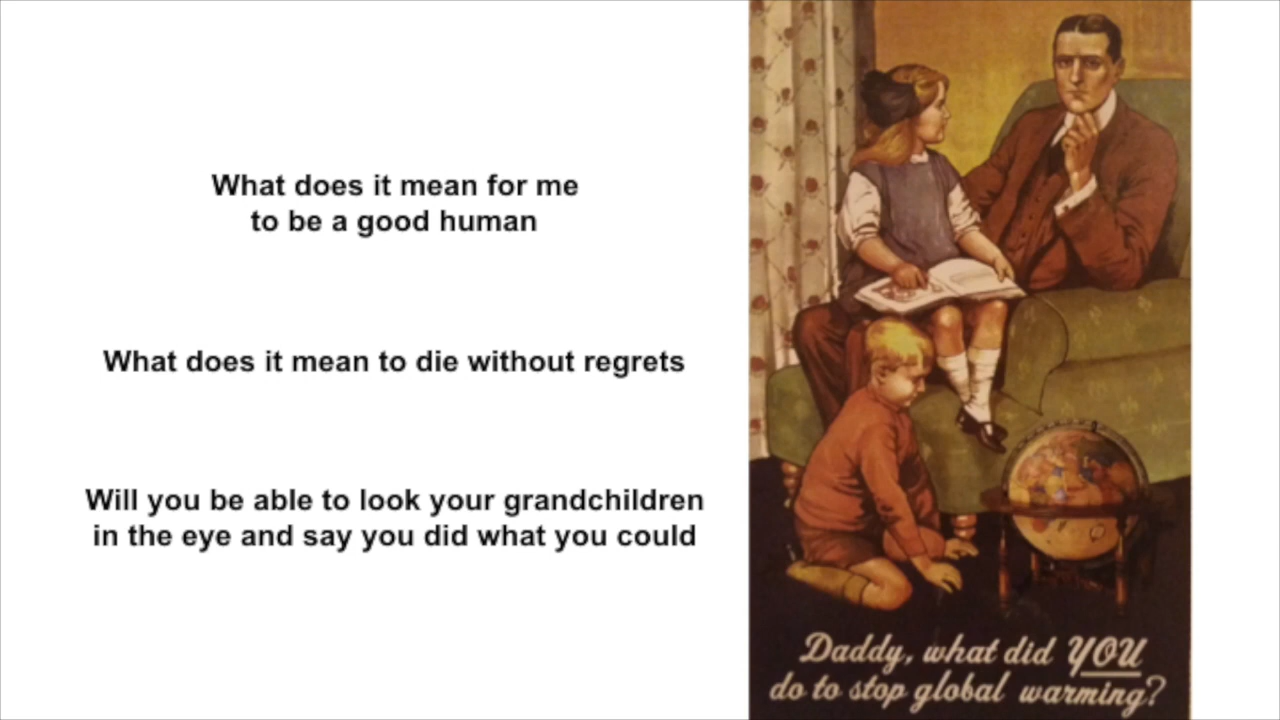 What does it mean for me
to be a good human
What does it mean to die without regrets
Will you be able to look your grandchildren
in the eye and say you did what you could
Daddy, what did YOU
do to stop global warming?